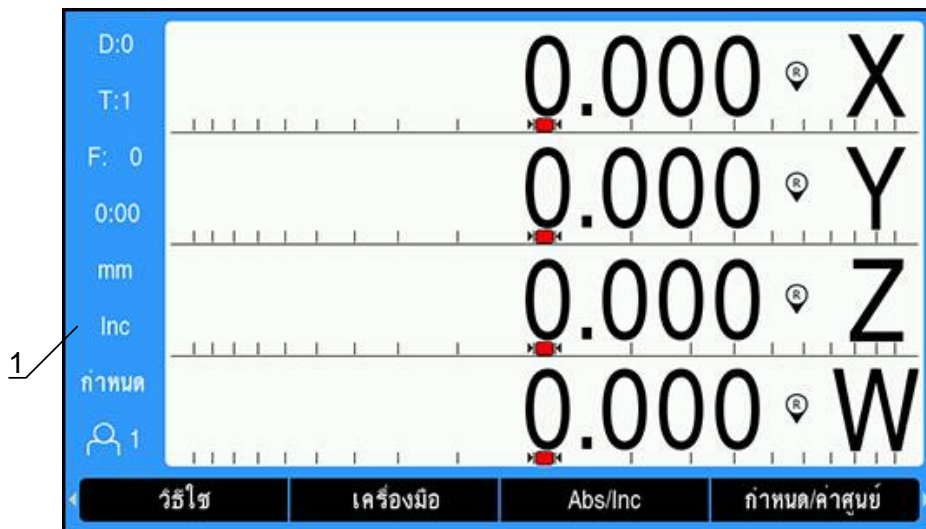 D:0
0.000 R X
T:1
F: 0
0.000 R Y
0:00
mm
0.000 R Z
Inc
1
กำหนด
0.000 R W
1
วิธีใช้ เครื่องมือ Abs/Inc กำหนด/ค่าศูนย์